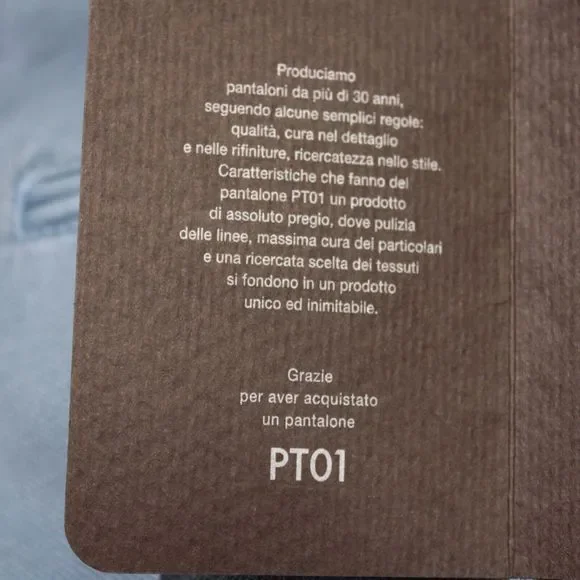 Produciamo
pantaloni da più di 30 anni,
seguendo alcune semplici regole:
qualità, cura nel dettaglio
e nelle rifiniture, ricercatezza nello stile.
Caratteristiche che fanno del
pantalone PT01 un prodotto
di assoluto pregio, dove pulizia
delle linee, massima cura dei particolari
e una ricercata scelta dei tessuti
si fondono in un prodotto
unico ed inimitabile.
Grazie
per aver acquistato
un pantalone
PT01